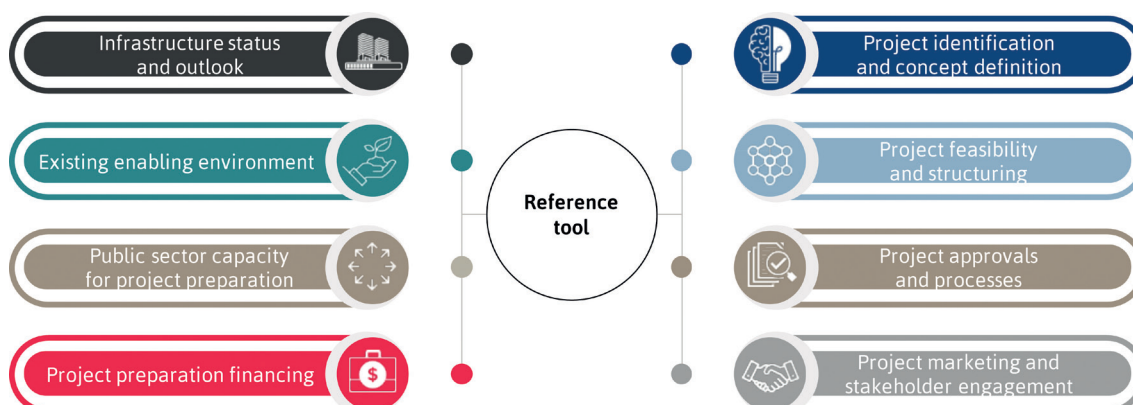 Infrastructure status
and outlook
Existing enabling environment
Public sector capacity
for project preparation
Project preparation financing
$
Reference
tool
Project identification
and concept definition
Project feasibility
and structuring
Project approvals
and processes
Project marketing and
stakeholder engagement